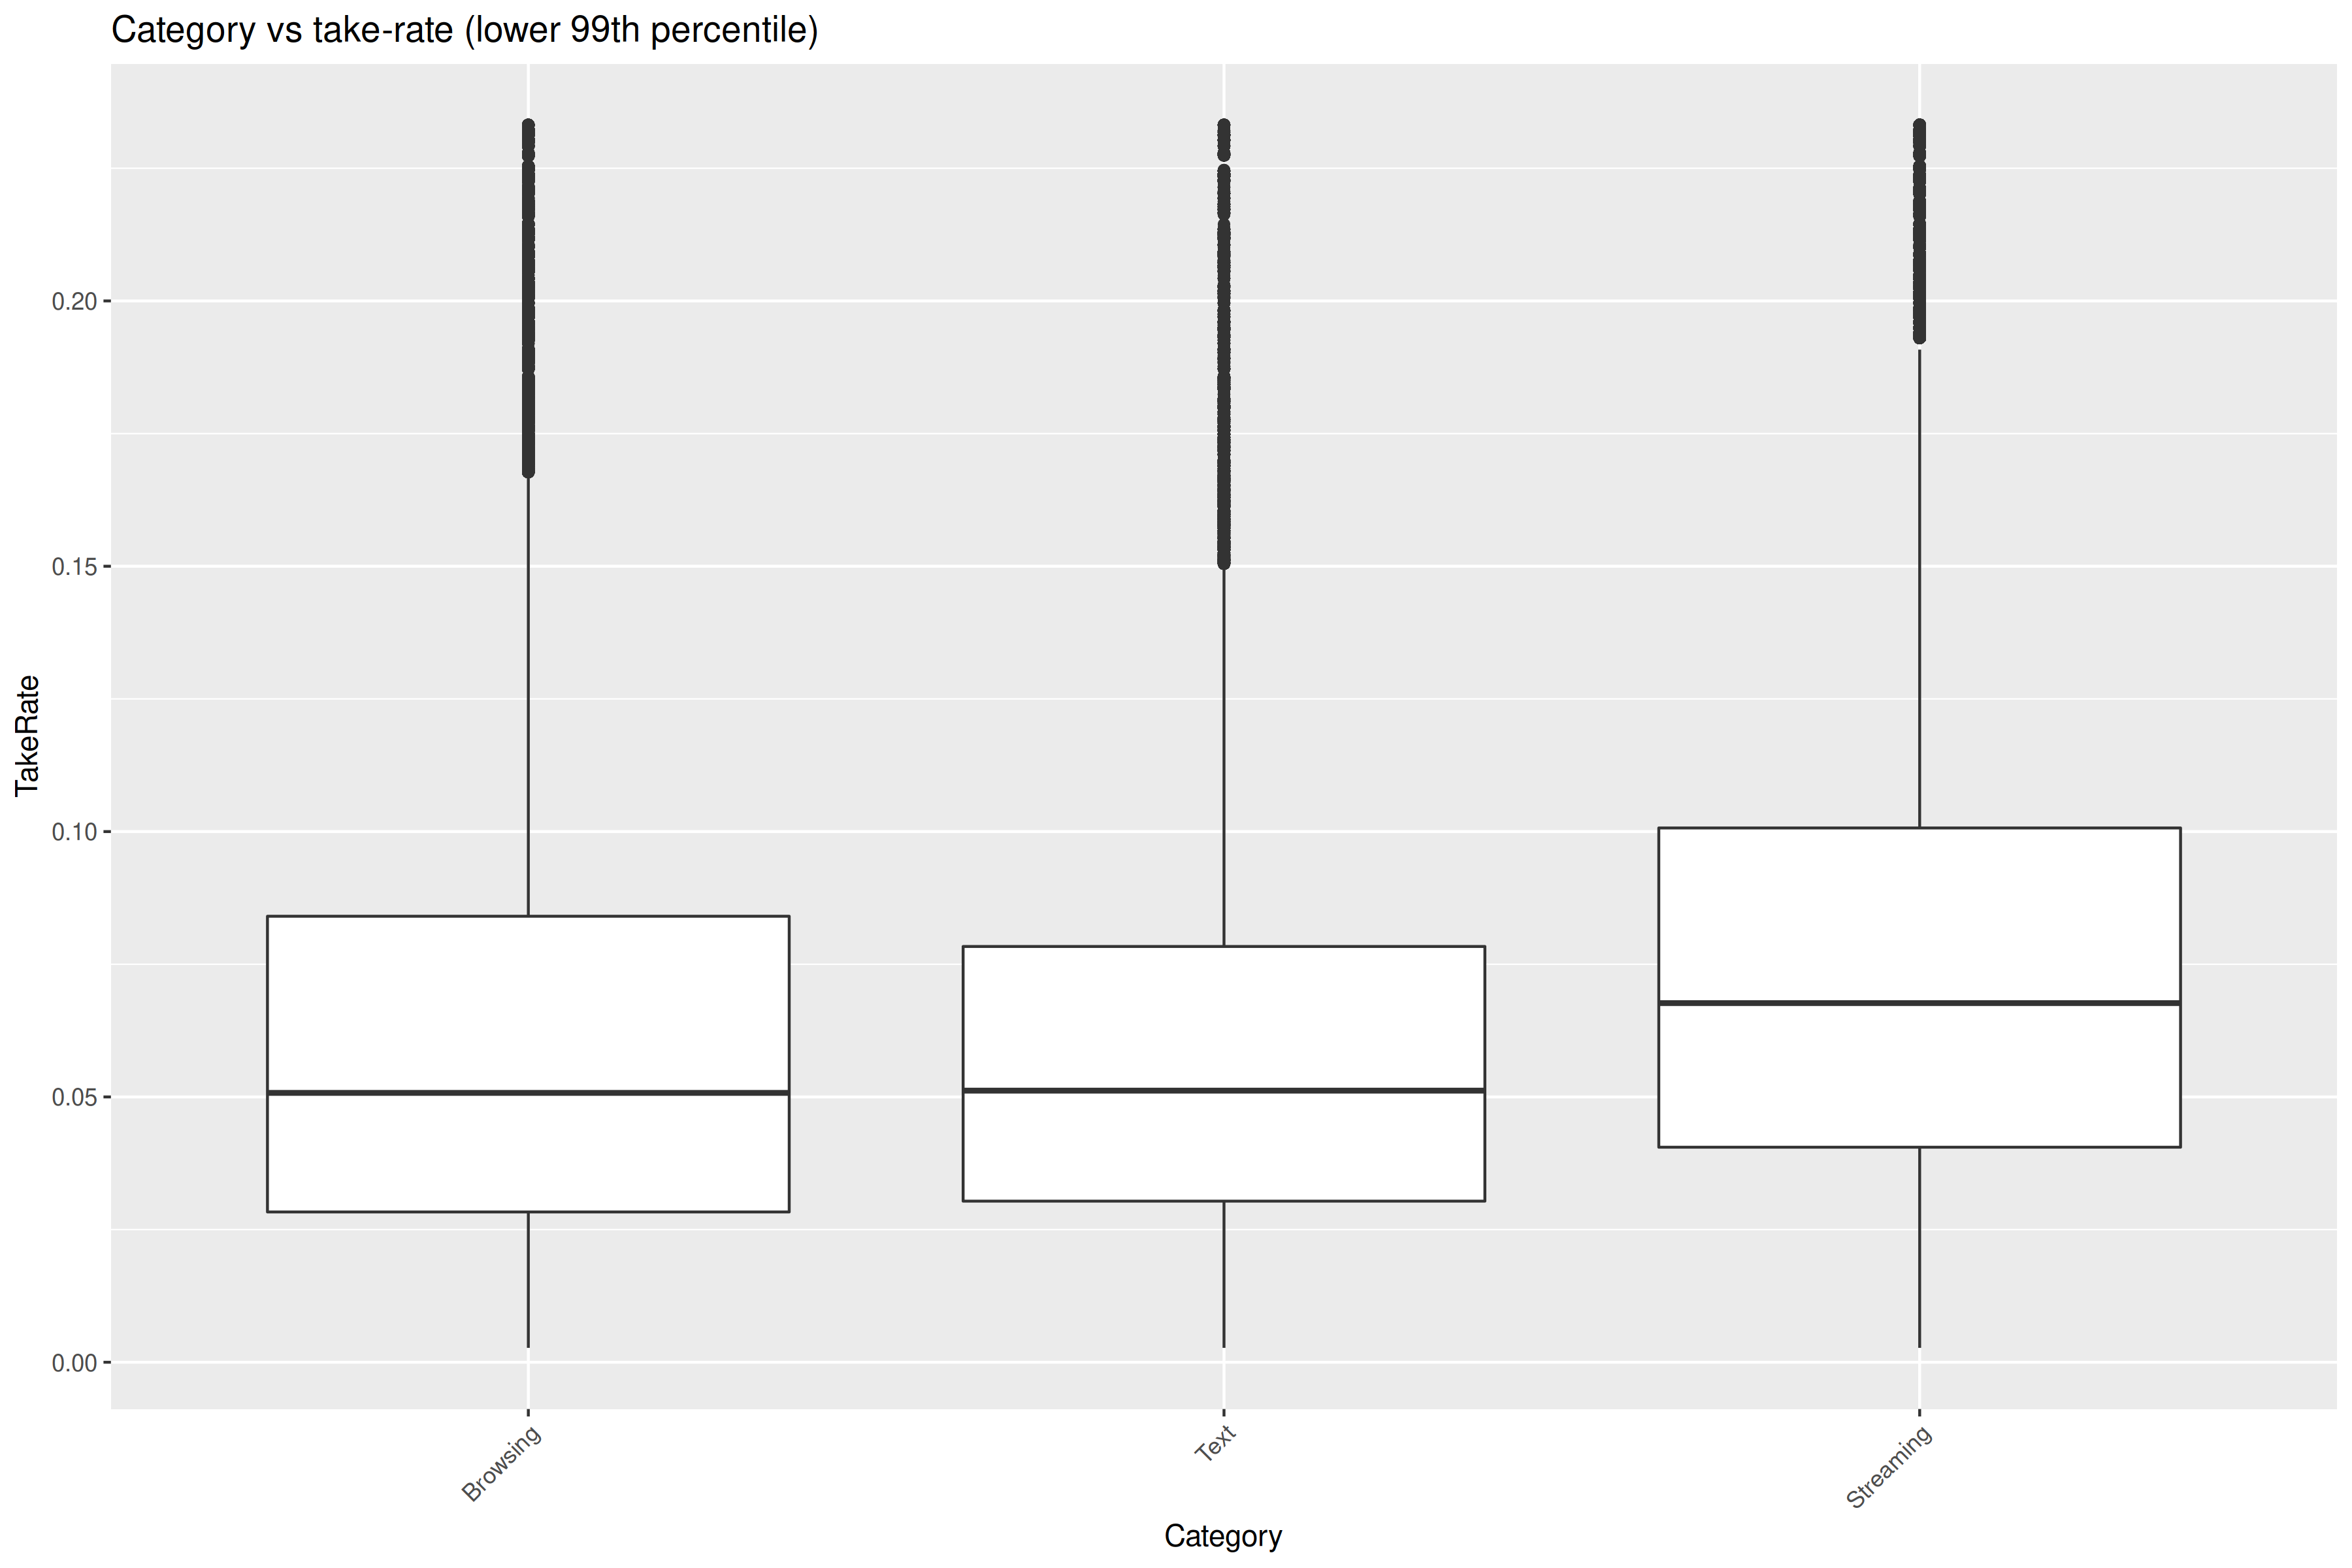 Category vs take-rate (lower 99th percentile)
TakeRate
0.20
0.15
0.10
0.05
0.00
Browsing
Text
Streaming
Category